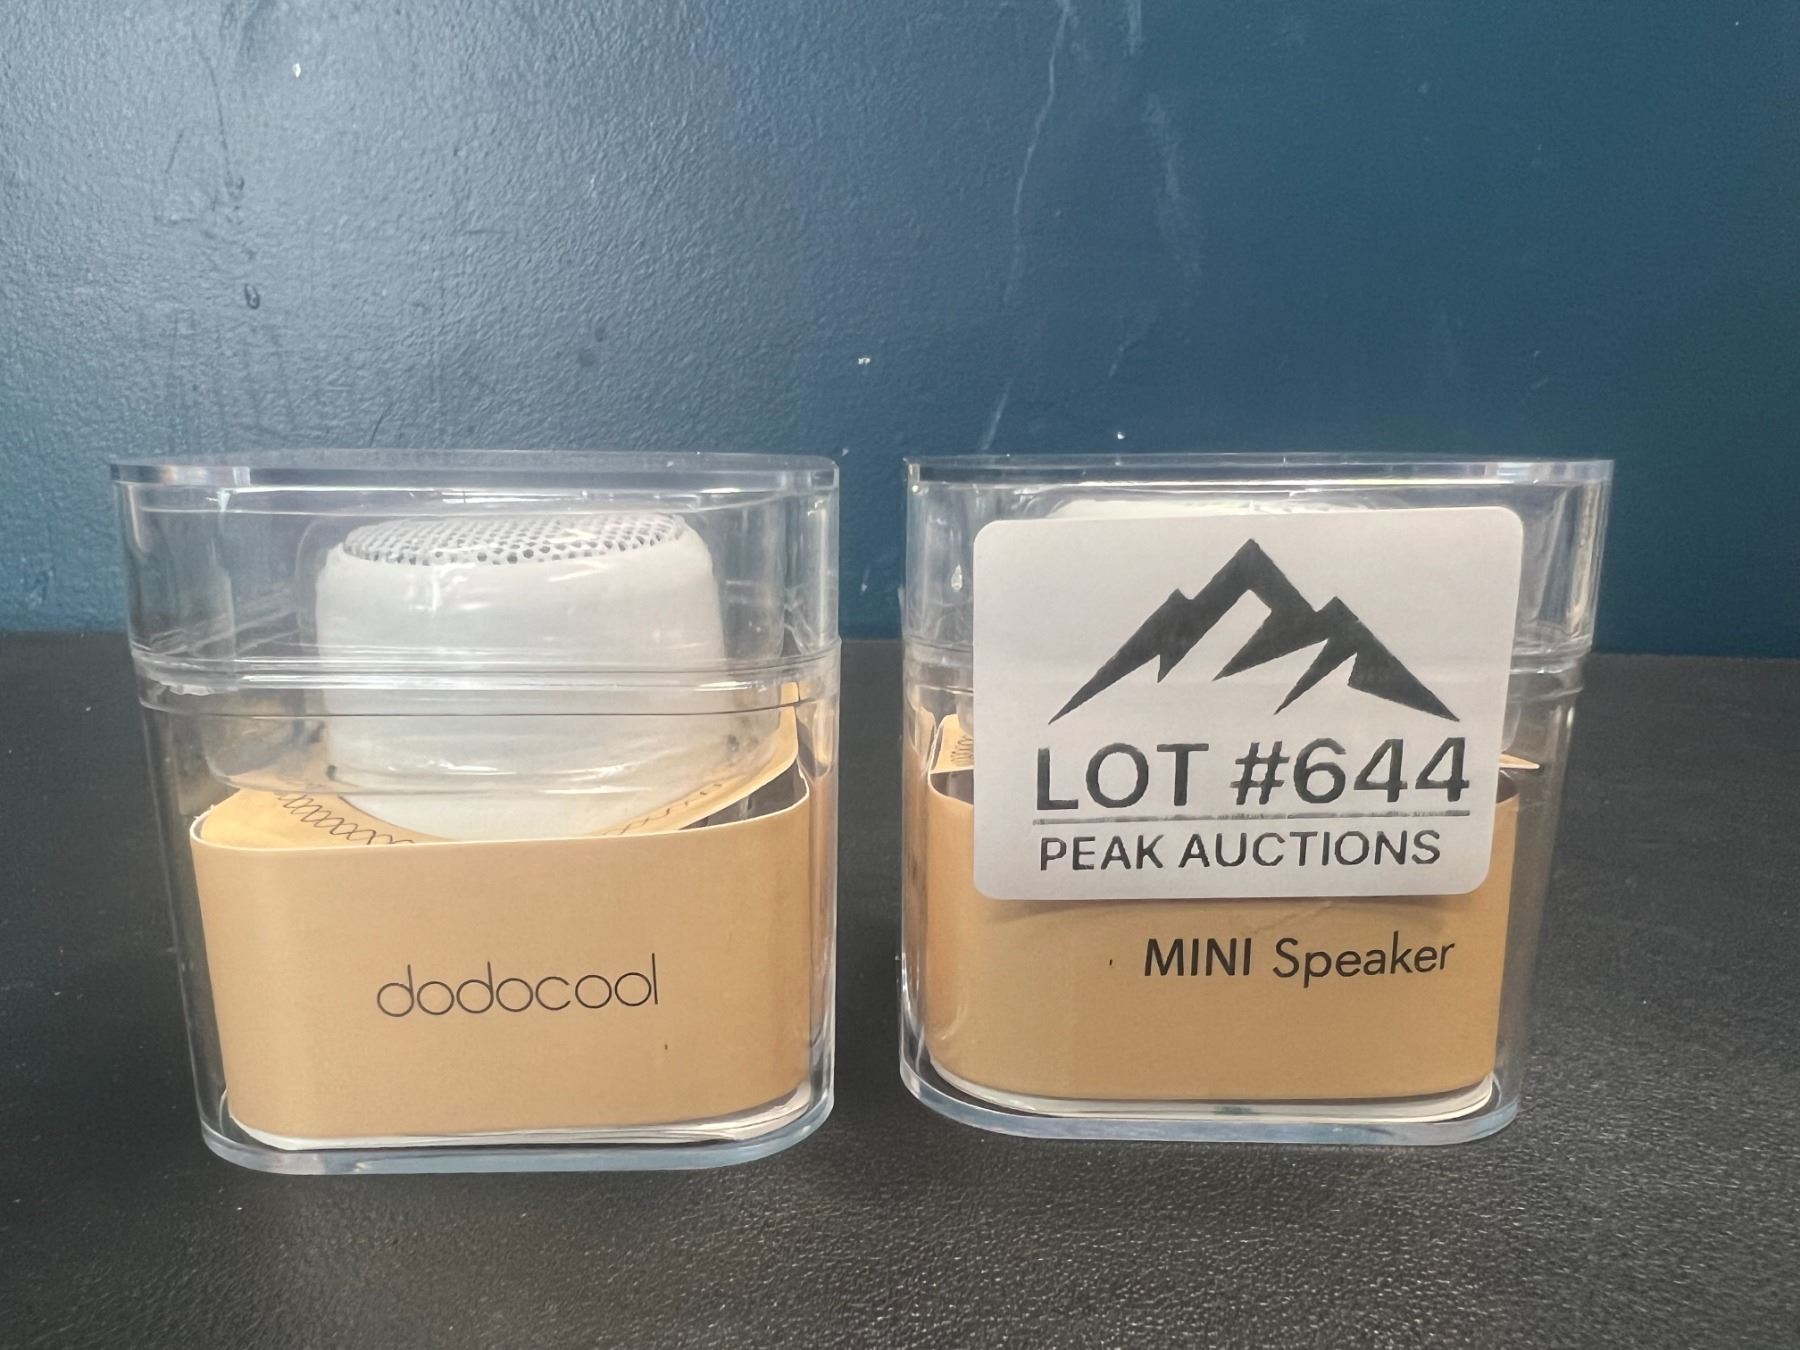 dodocool
LOT #644
PEAK AUCTIONS
MINI Speaker